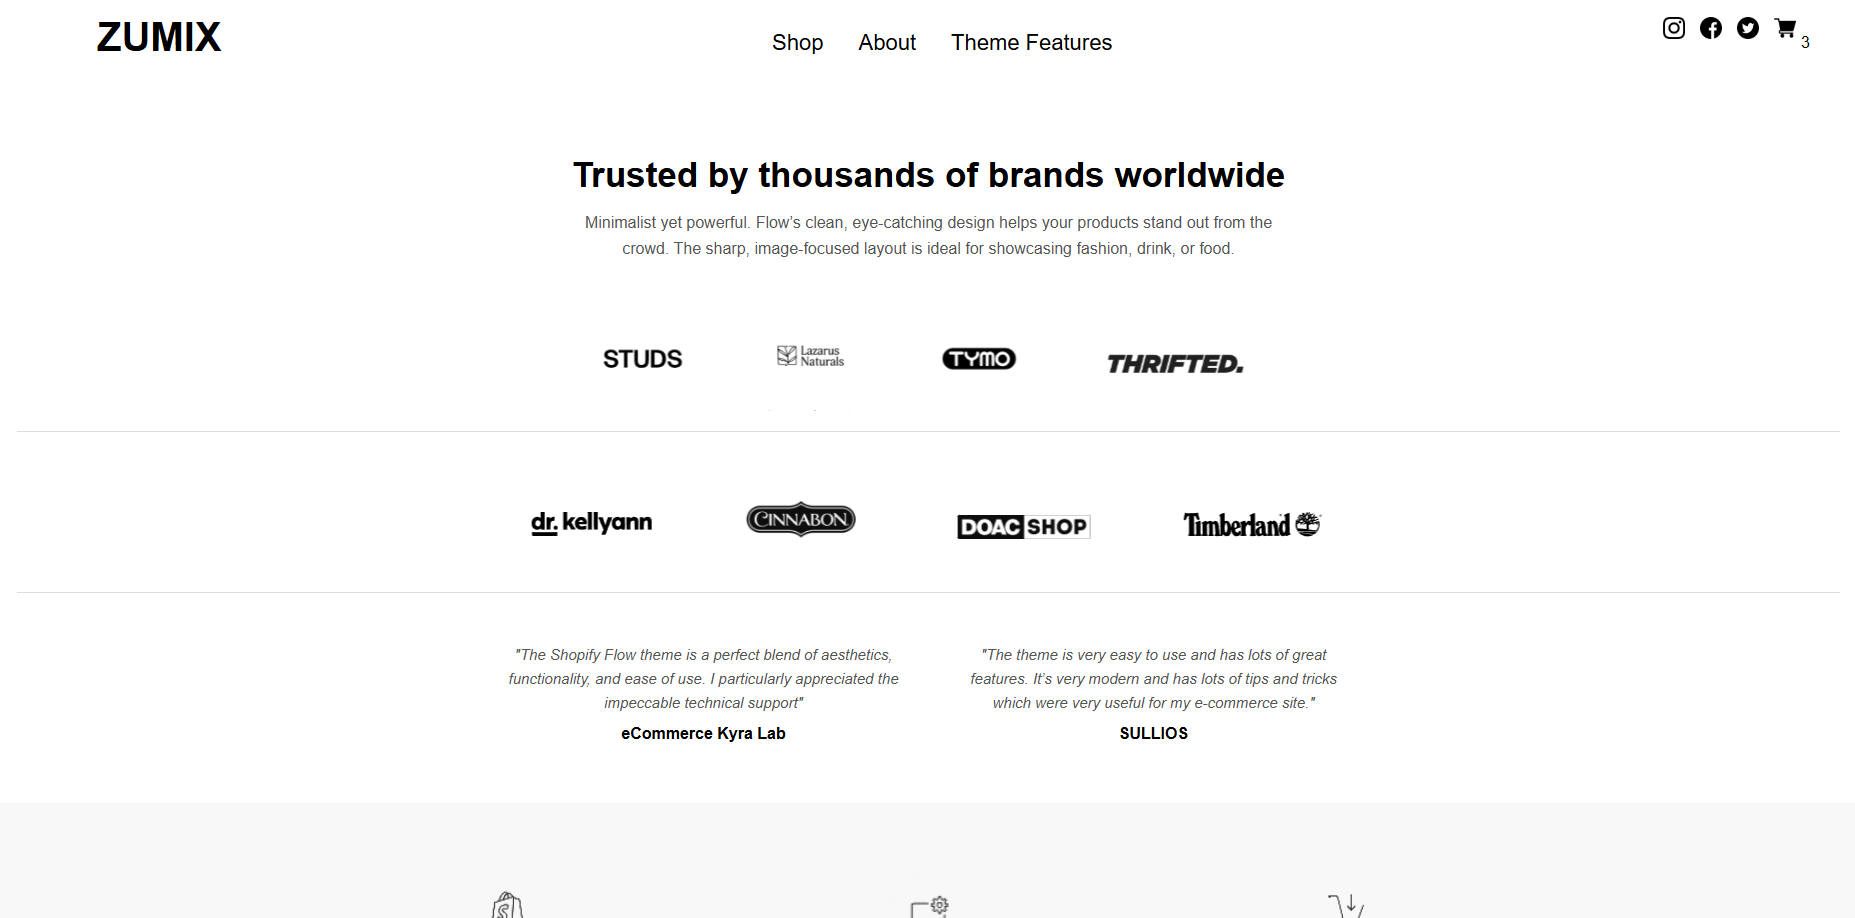 ZUMIX
Shop About Theme Features
3
Trusted by thousands of brands worldwide
Minimalist yet powerful. Flow’s clean, eye-catching design helps your products stand out from the
crowd. The sharp, image-focused layout is ideal for showcasing fashion, drink, or food.
STUDS
Lazarus
Naturals
TYMO
THRIFTED.
dr. kellyann
CINNABON
DOAC SHOP
Timberland
"The Shopify Flow theme is a perfect blend of aesthetics,
functionality, and ease of use. I particularly appreciated the
impeccable technical support"
eCommerce Kyra Lab
"The theme is very easy to use and has lots of great
features. It’s very modern and has lots of tips and tricks
which were very useful for my e-commerce site."
SULLIOS